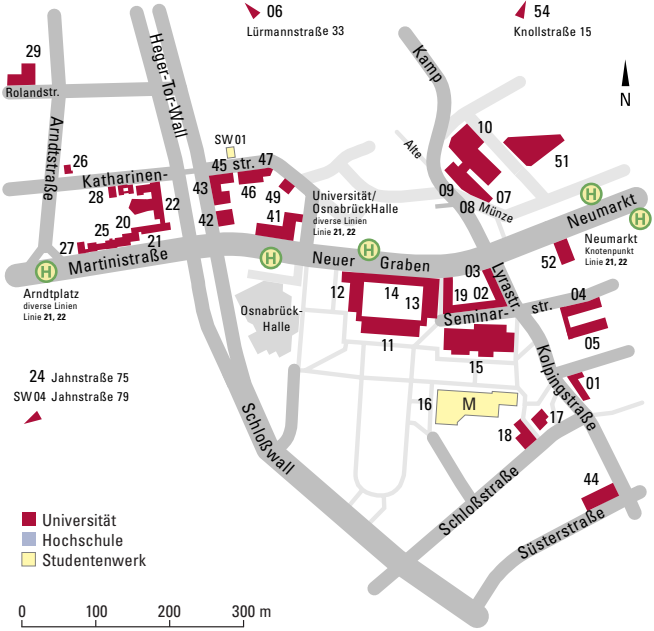 06
Lürmannstraße 33
54
Knollstraße 15
N
29
Rolandstr.
Arndtstraße
Heger-Tor-Wall
Kamp
Alte
Münze
10
51
09
08
07
SW 01
26
Katharinen-
str.
45
47
43
46
49
42
41
28
22
20
25
27
21
Universität/
OsnabrückHalle
diverse Linien
Linie 21, 22
Neumarkt
H
H
Neumarkt
Knotenpunkt
Linie 21, 22
52
H
Martinistraße
H
H
Neuer Graben
Arndtplatz
diverse Linien
Linie 21, 22
Osnabrück-
Halle
12
14
13
11
03
19
02
Lyrastr.
Seminar-
str.
04
05
15
24 Jahnstraße 75
SW 04 Jahnstraße 79
16
M
01
17
18
Kolpingstraße
Schloßwall
Schloßstraße
44
Süsterstraße
Universität
Hochschule
Studentenwerk
0 100 200 300 m